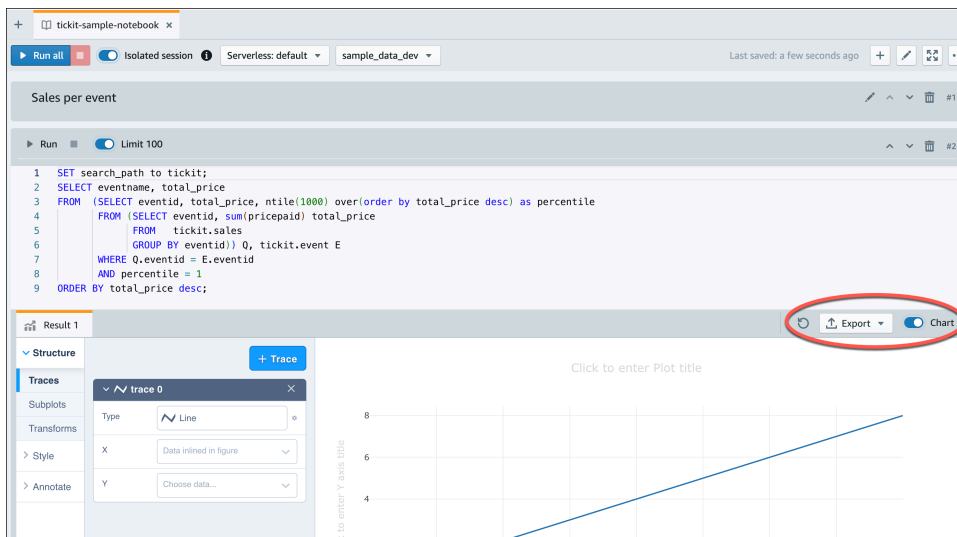 + tickit-sample-notebook ×
Run all Isolated session Serverless: default sample_data_dev Last saved: a few seconds ago +
Sales per event #1
Run Limit 100 #2
1 SET search_path to tickit;
2 SELECT eventname, total_price
3 FROM (SELECT eventid, total_price, ntile(1000) over(order by total_price desc) as percentile
4 FROM (SELECT eventid, sum(pricepaid) total_price
5 FROM tickit.sales
6 GROUP BY eventid)) Q, tickit.event E
7 WHERE Q.eventid = E.eventid
8 AND percentile = 1
9 ORDER BY total_price desc;
Result 1 Export Chart
Structure
Traces
Subplots
Transforms
Style
Annotate
+ Trace
trace 0
Type Line
X Data inlined in figure
Y Choose data...
Click to enter Plot title
to enter Y axis title
8
6
4